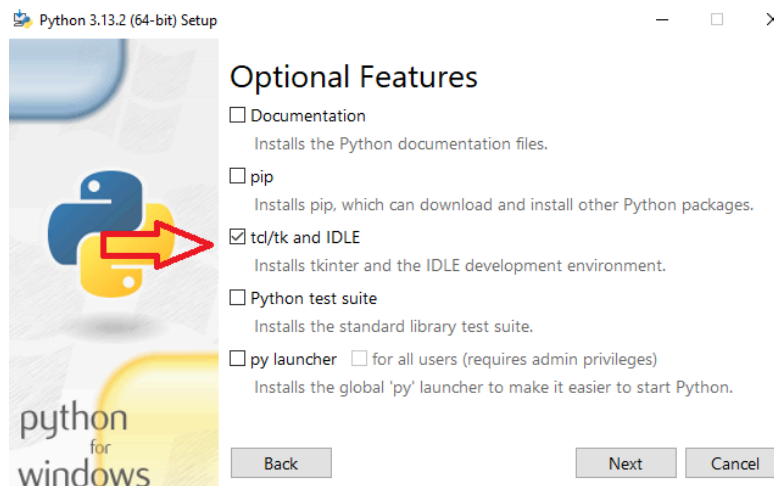 Python 3.13.2 (64-bit) Setup
Optional Features
Documentation
Installs the Python documentation files.
pip
Installs pip, which can download and install other Python packages.
tcl/tk and IDLE
Installs tkinter and the IDLE development environment.
Python test suite
Installs the standard library test suite.
py launcher for all users (requires admin privileges)
Installs the global 'py' launcher to make it easier to start Python.
python
for
windows
Back Next Cancel